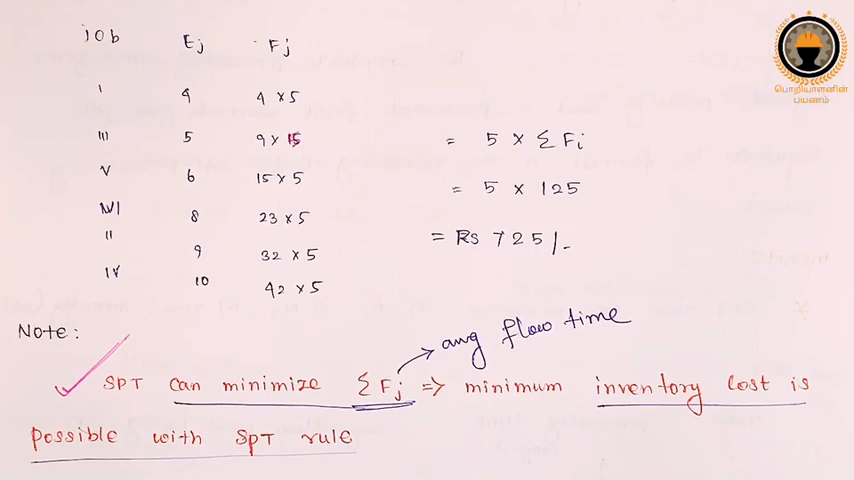 job Ej Fj
I 4 4 × 5
III 5 9 × 15
V 6 15 × 5
VI 8 23 × 5
II 9 32 × 5
IV 10 42 × 5
= 5 × ΣFj
= 5 × 125
= Rs 725/-
Note:
avg flow time
SPT can minimize ΣFj => minimum inventory cost is
possible with SPT rule
பொறியாளனின்
பயணம்